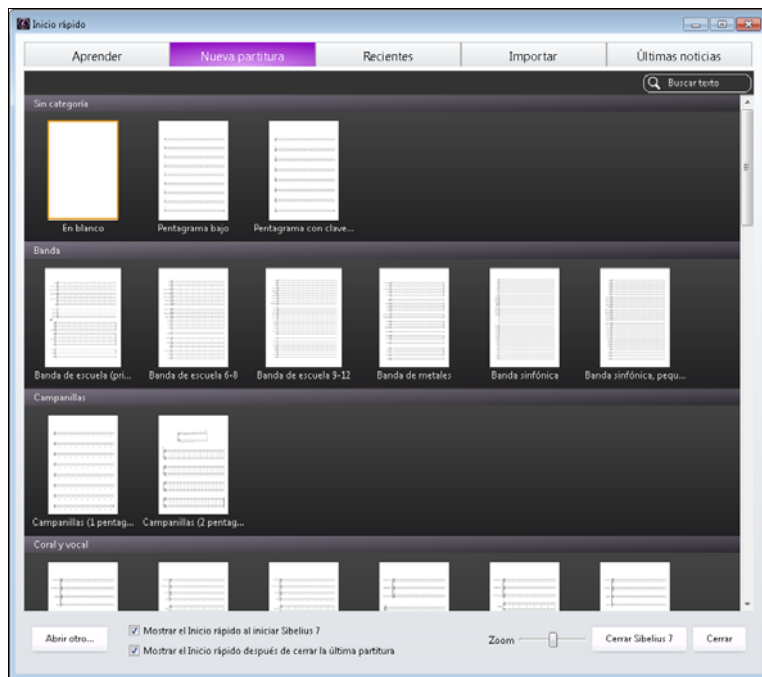 Inicio rápido
Aprender Nueva partitura Recientes Importar Últimas noticias
Buscar texto
Sin categoría
En blanco Pentagrama bajo Pentagrama con clave...
Banda
Banda de escuela (pri... Banda de escuela 6-8 Banda de escuela 9-12 Banda de metales Banda sinfónica Banda sinfónica, pequ...
Campanillas
Campanillas (1 pentag... Campanillas (2 pentag...
Coral y vocal
Abrir otro... Mostrar el Inicio rápido al iniciar Sibelius 7 Zoom Cerrar Sibelius 7 Cerrar
Mostrar el Inicio rápido después de cerrar la última partitura